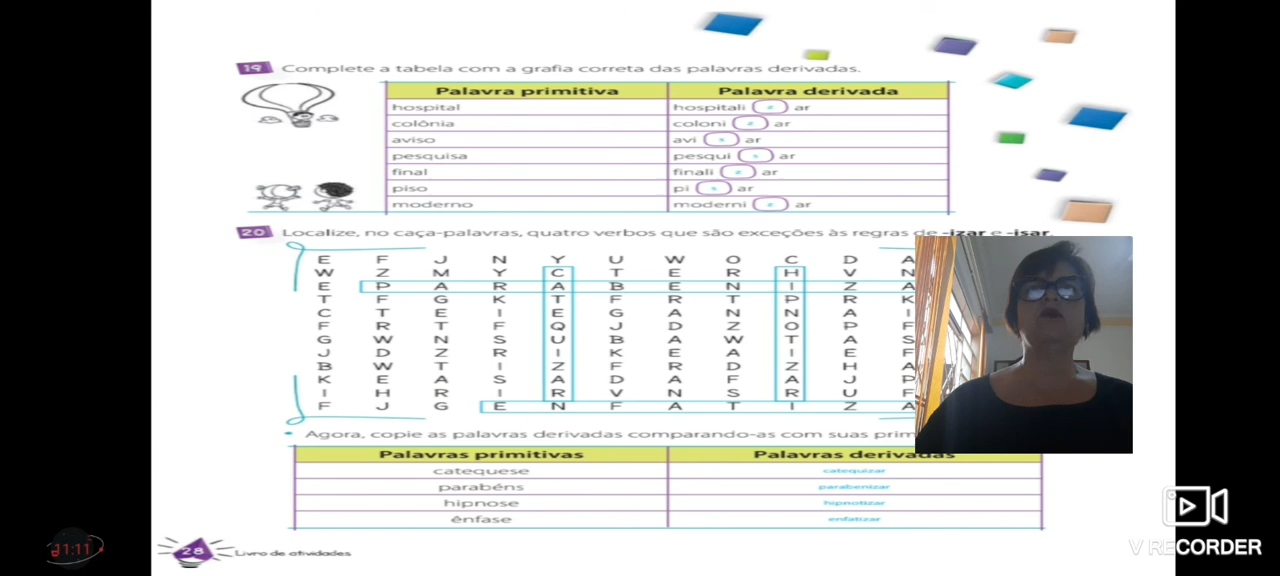 19 Complete a tabela com a grafia correta das palavras derivadas.
Palavra primitiva Palavra derivada
hospital hospitali z ar
colônia coloni z ar
aviso avi s ar
pesquisa pesqui s ar
final finali z ar
piso pi s ar
moderno moderni z ar
20 Localize, no caça-palavras, quatro verbos que são exceções às regras de -izar e -isar.
E F J N Y U W O C D A
W Z M Y C T E R H V N
E P A R A B E N I Z A
T F G K T F R T P R K
C T E I E G A N N A I
F R T F Q J D Z O P F
G W N S U B A W T A S
J D Z R I K E A I E F
B W T I Z F R D Z H A
K E A S A D A F A J P
I H R I R V N S R U F
F J G E N F A T I Z A
• Agora, copie as palavras derivadas comparando-as com suas prim
Palavras primitivas Palavras derivadas
catequese catequizar
parabéns parabenizar
hipnose hipnotizar
ênfase enfatizar
28 Livro de atividades
21:11
V RECORDER